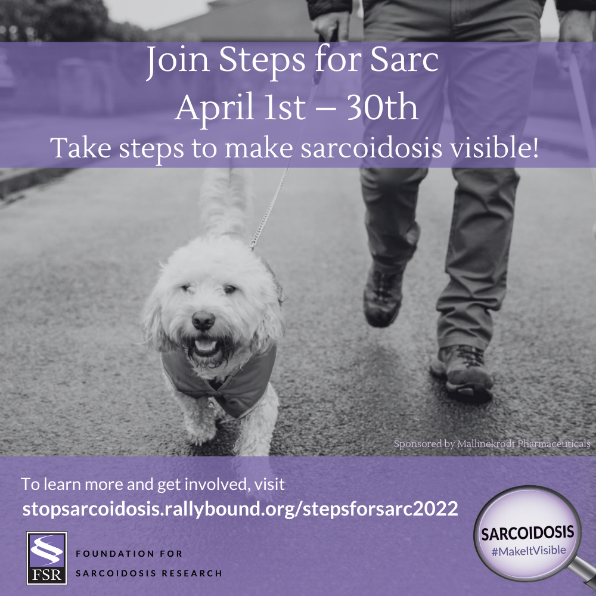 Join Steps for Sarc
April 1st – 30th
Take steps to make sarcoidosis visible!
Sponsored by Mallinckrodt Pharmaceuticals
To learn more and get involved, visit
stopsarcoidosis.rallybound.org/stepsforsarc2022
SARCOIDOSIS
#MakeItVisible
FSR
FOUNDATION FOR
SARCOIDOSIS RESEARCH